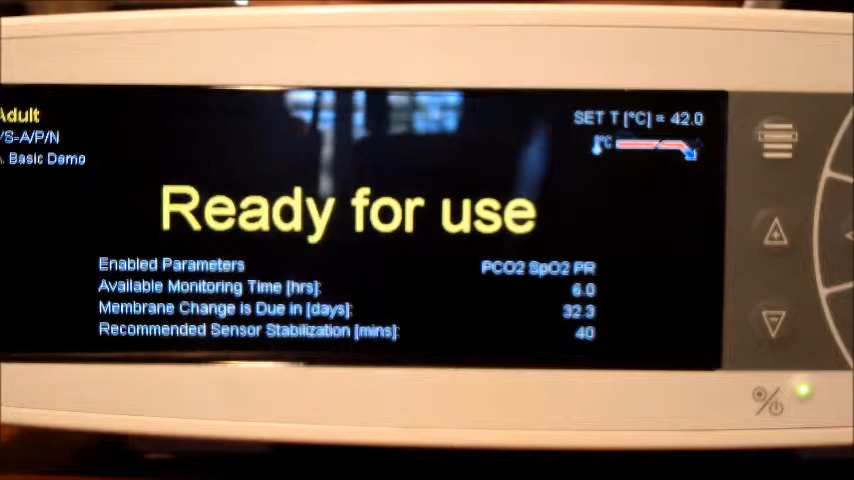 Adult
SET T [°C] = 42.0
VS-A/P/N
°C
Basic Demo
Ready for use
Enabled Parameters PCO2 SpO2 PR
Available Monitoring Time [hrs]: 6.0
Membrane Change is Due in [days]: 32.3
Recommended Sensor Stabilization [mins]: 40